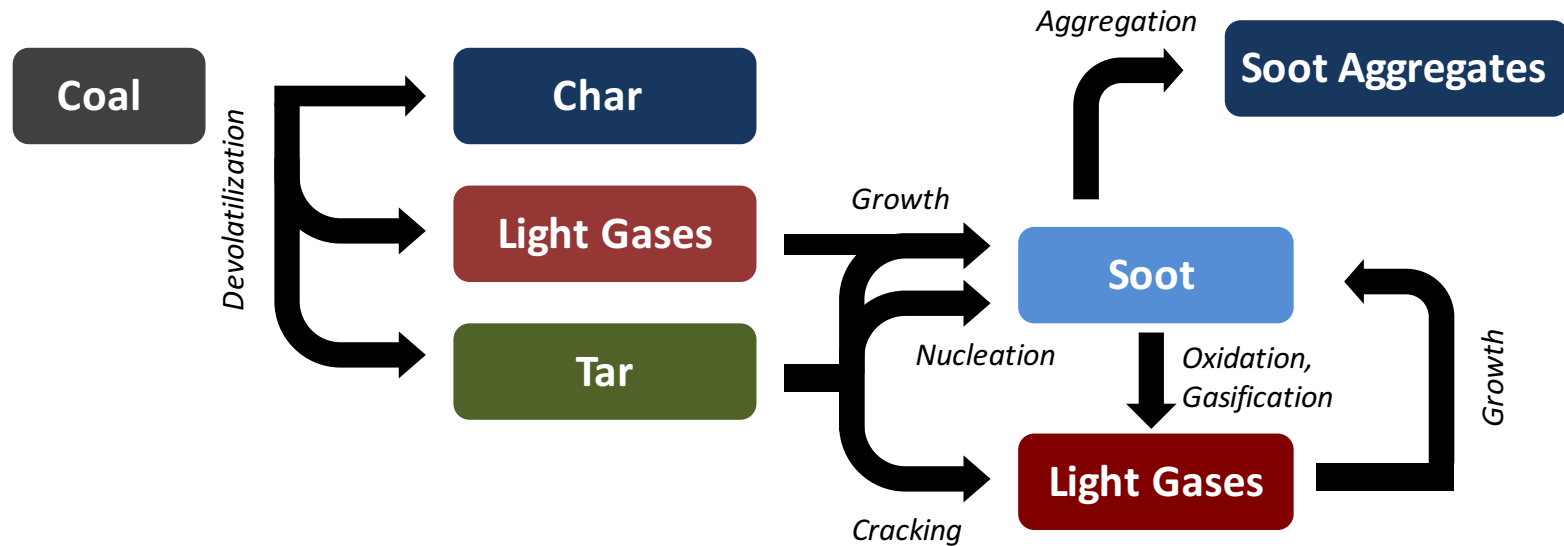 Aggregation
Soot Aggregates
Coal
Char
Devolatilization
Growth
Light Gases
Soot
Nucleation
Tar
Oxidation,
Gasification
Growth
Light Gases
Cracking